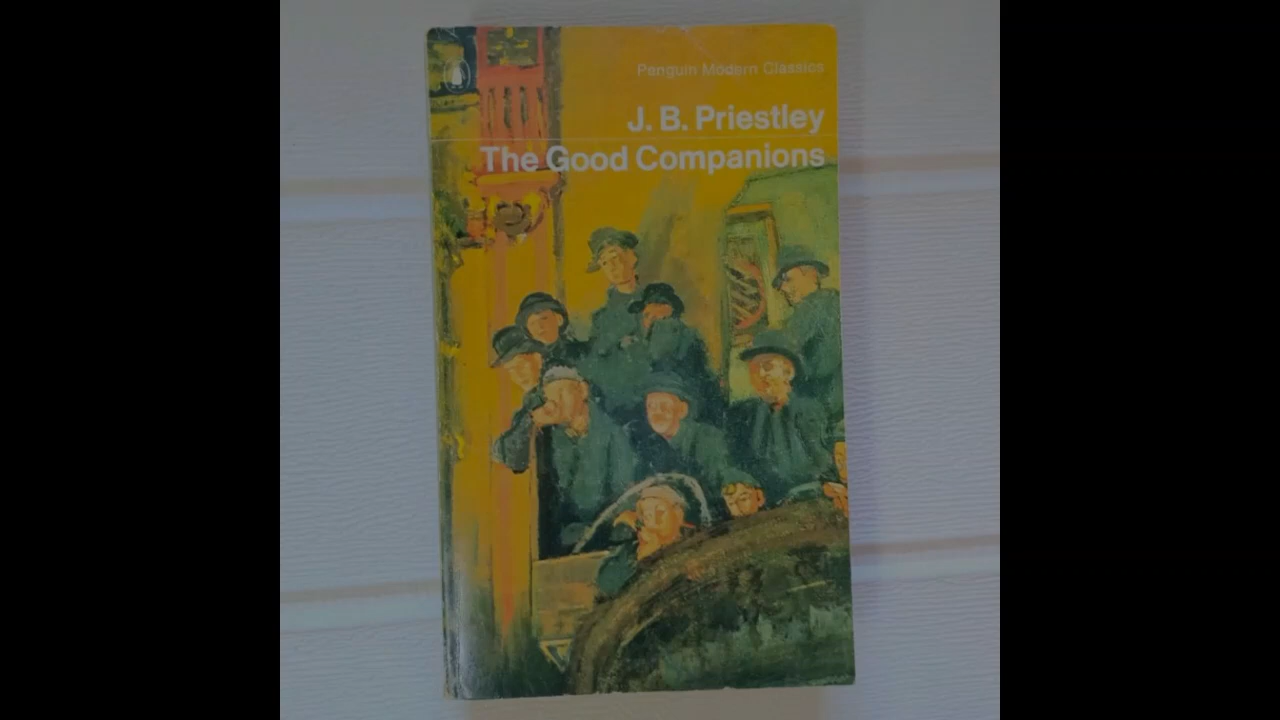 Penguin Modern Classics
J. B. Priestley
The Good Companions